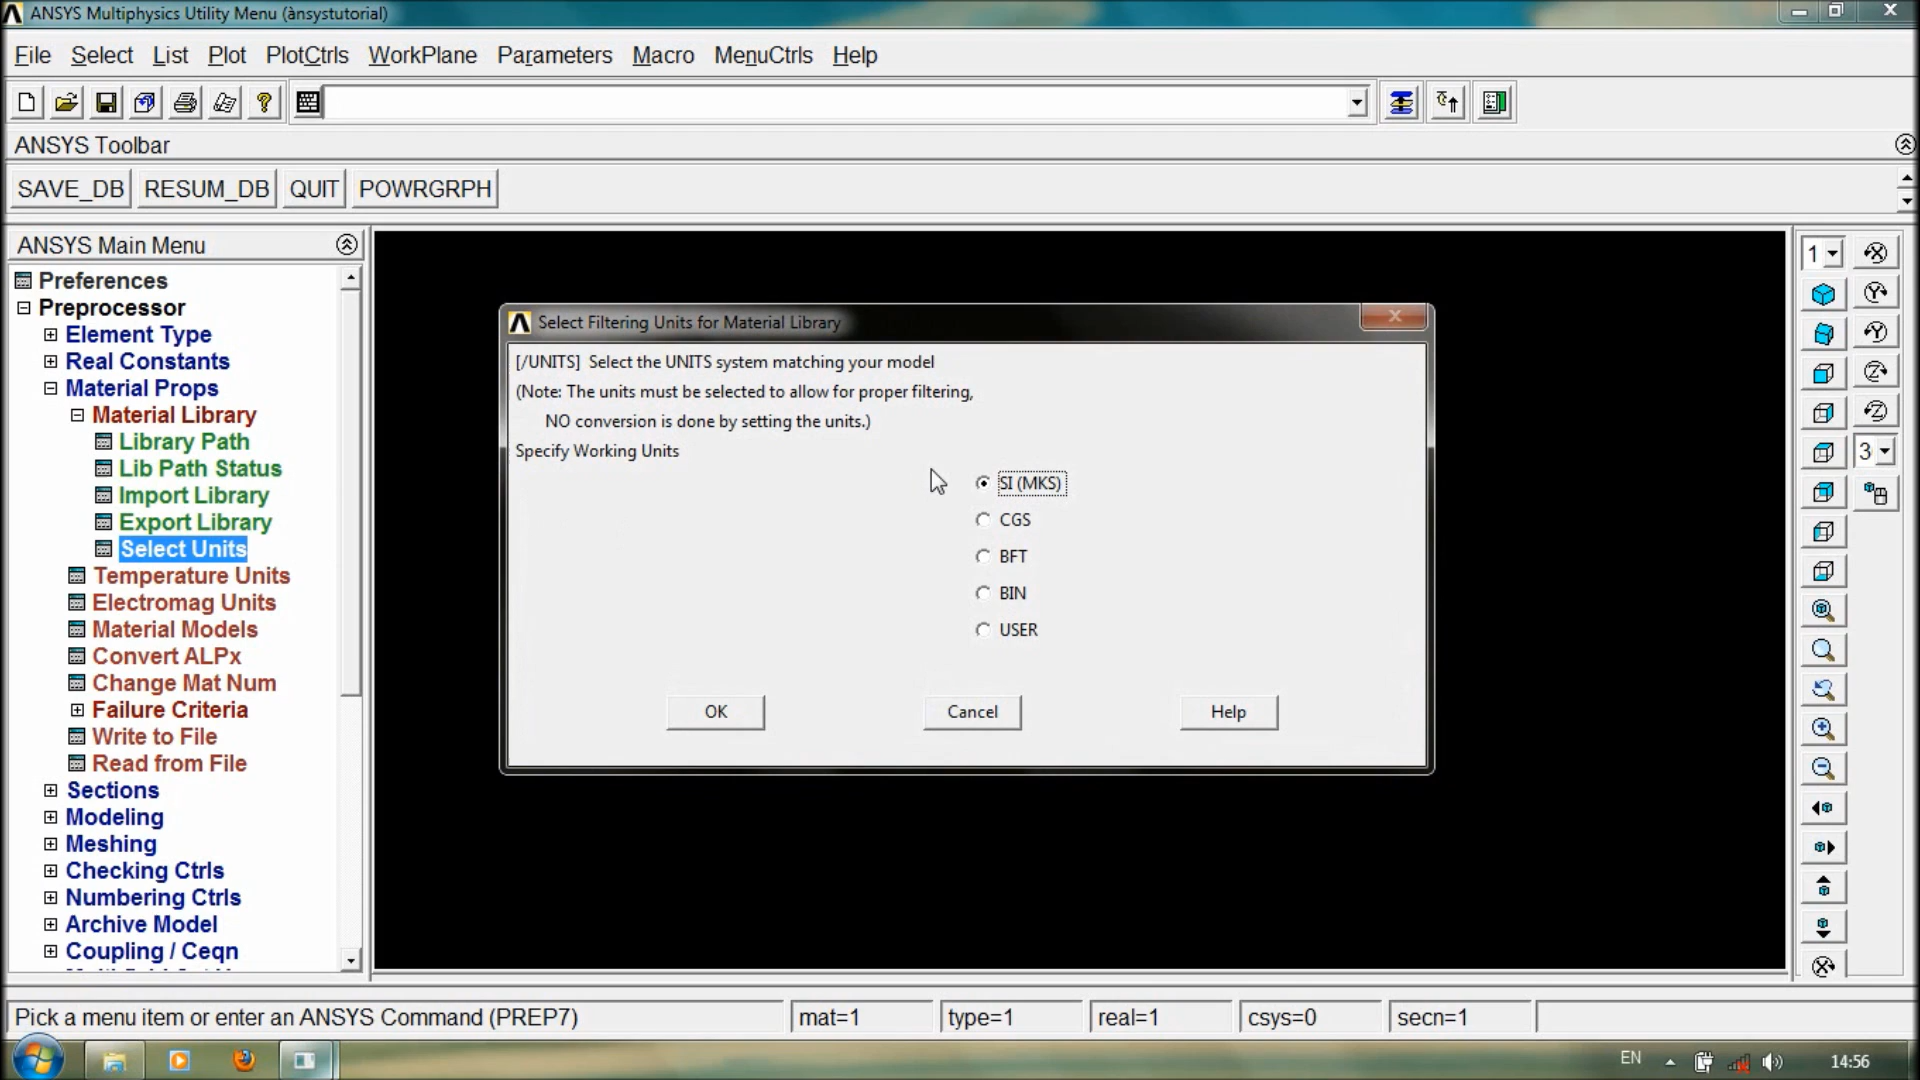 ANSYS Multiphysics Utility Menu (ànsystutorial)
File Select List Plot PlotCtrls WorkPlane Parameters Macro MenuCtrls Help
ANSYS Toolbar
SAVE_DB RESUM_DB QUIT POWRGRPH
ANSYS Main Menu
Preferences
Preprocessor
Element Type
Real Constants
Material Props
Material Library
Library Path
Lib Path Status
Import Library
Export Library
Select Units
Temperature Units
Electromag Units
Material Models
Convert ALPx
Change Mat Num
Failure Criteria
Write to File
Read from File
Sections
Modeling
Meshing
Checking Ctrls
Numbering Ctrls
Archive Model
Coupling / Ceqn
Select Filtering Units for Material Library
[/UNITS] Select the UNITS system matching your model
(Note: The units must be selected to allow for proper filtering,
NO conversion is done by setting the units.)
Specify Working Units
SI (MKS)
CGS
BFT
BIN
USER
OK Cancel Help
1
3
Pick a menu item or enter an ANSYS Command (PREP7) mat=1 type=1 real=1 csys=0 secn=1
EN 14:56